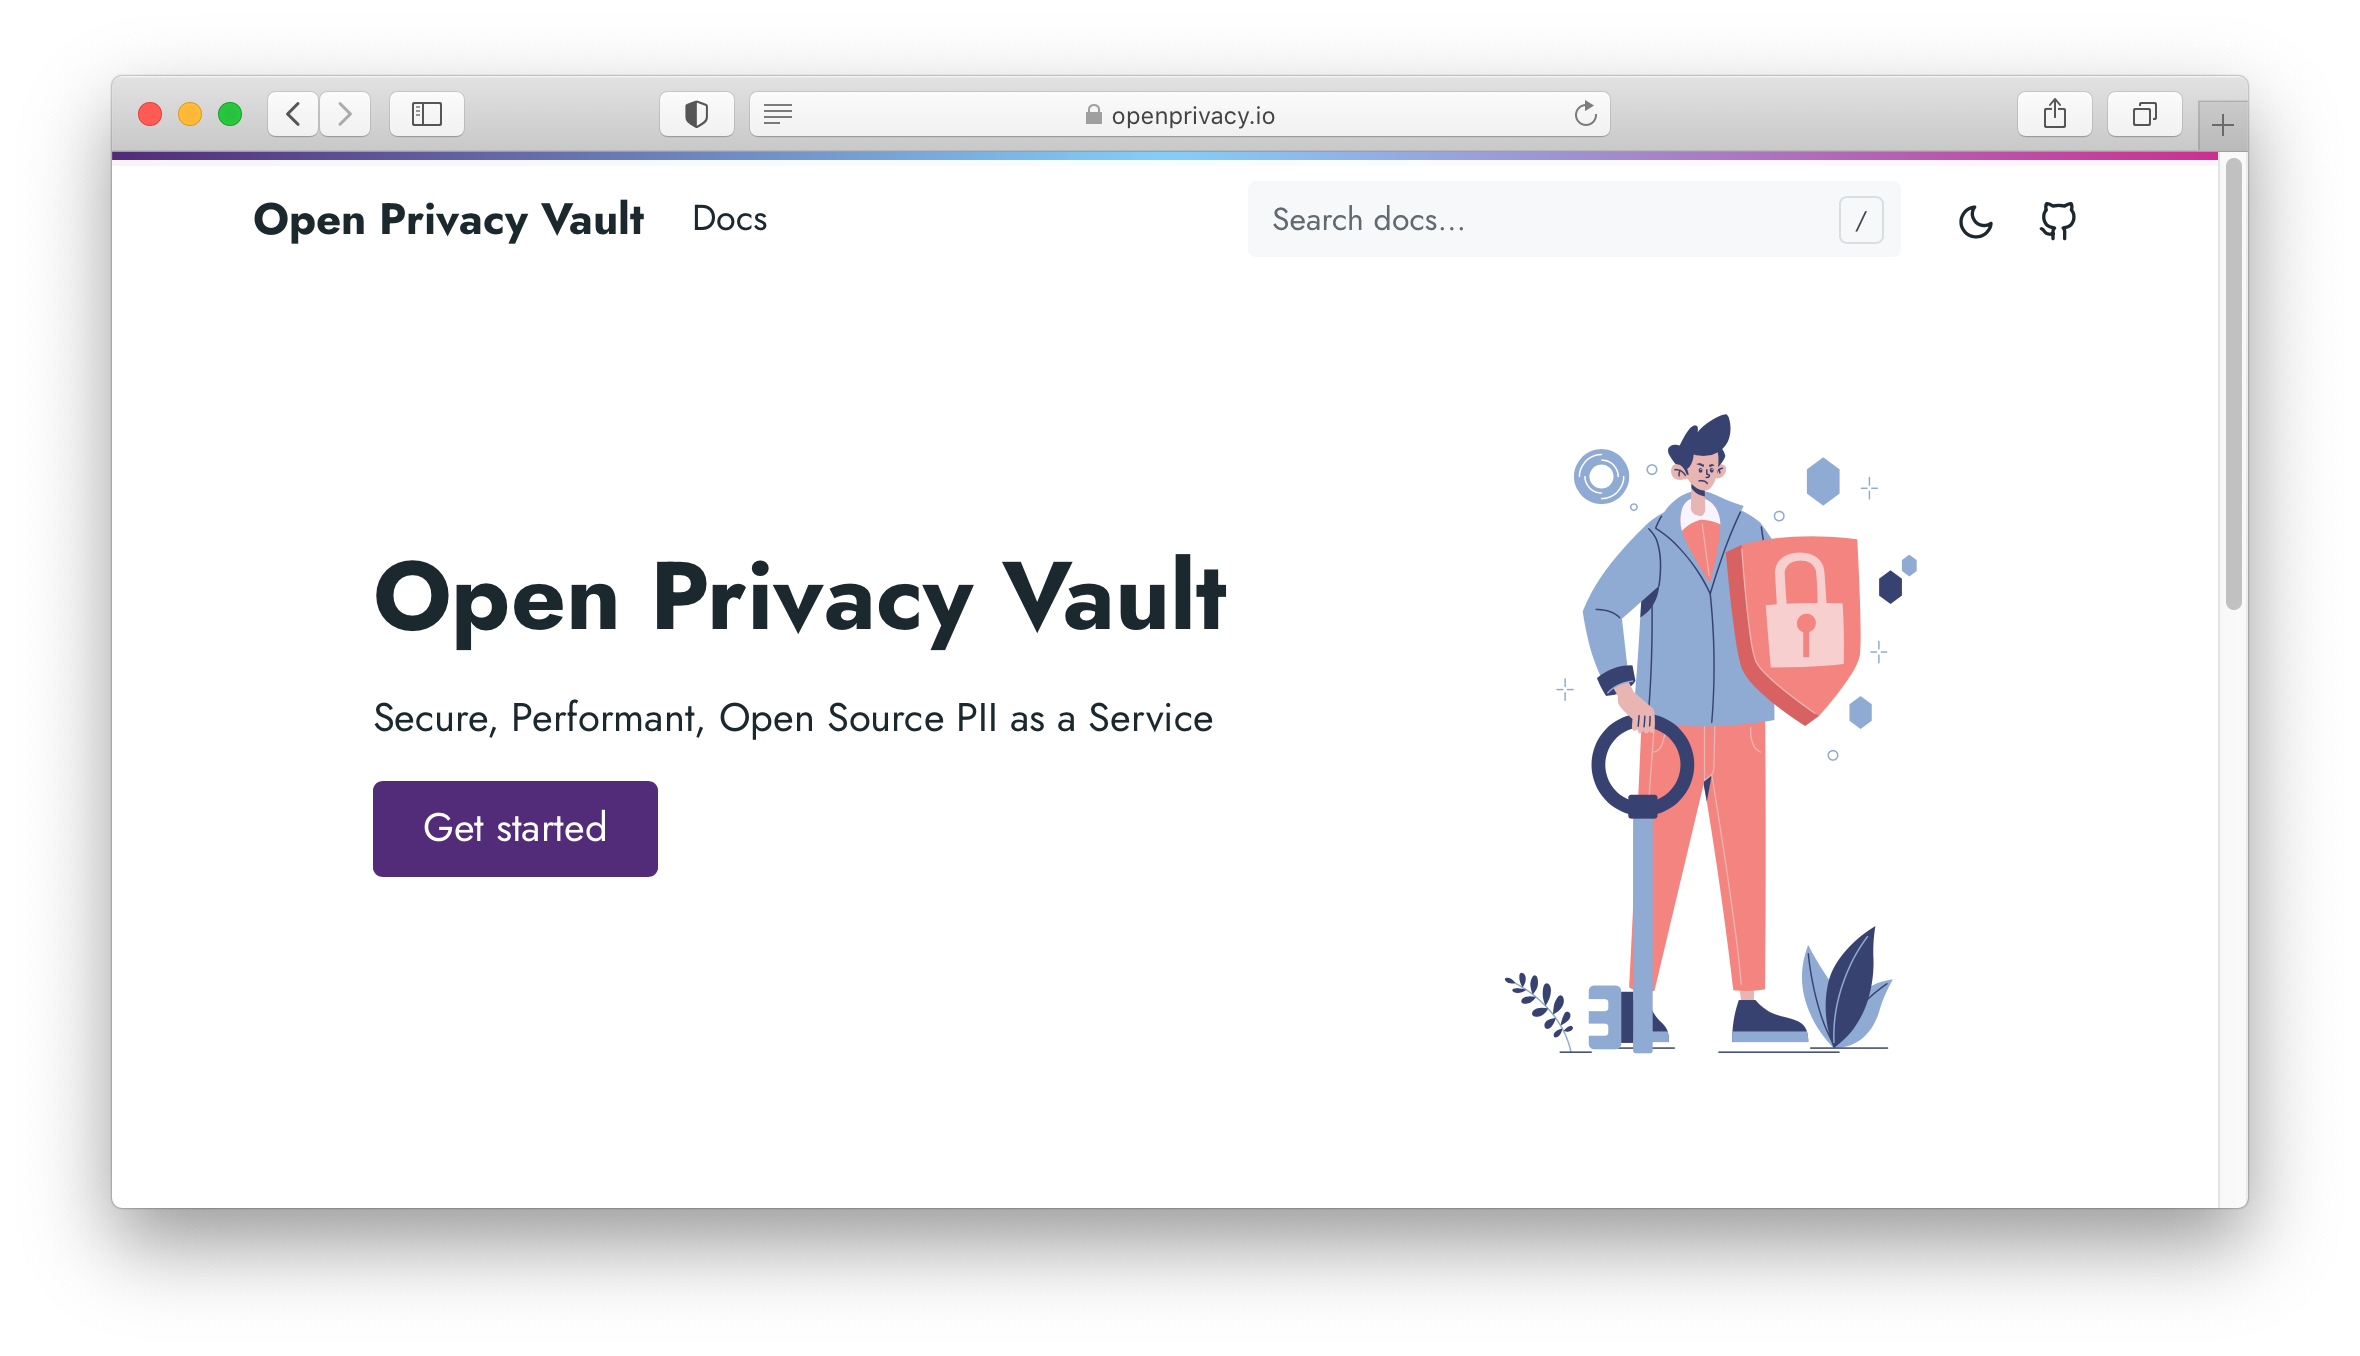 openprivacy.io
Open Privacy Vault Docs Search docs... /
Open Privacy Vault
Secure, Performant, Open Source PII as a Service
Get started